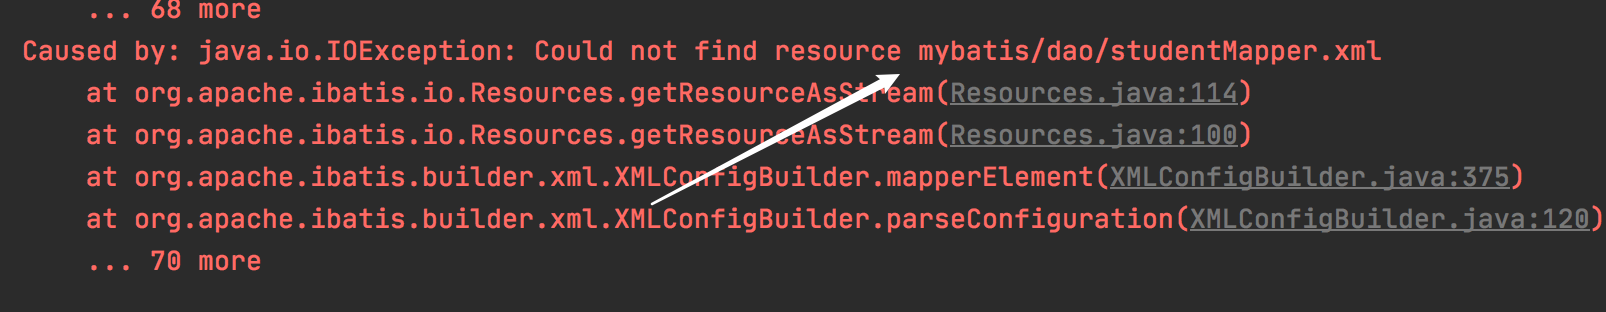 ... 68 more
Caused by: java.io.IOException: Could not find resource mybatis/dao/studentMapper.xml
at org.apache.ibatis.io.Resources.getResourceAsStream(Resources.java:114)
at org.apache.ibatis.io.Resources.getResourceAsStream(Resources.java:100)
at org.apache.ibatis.builder.xml.XMLConfigBuilder.mapperElement(XMLConfigBuilder.java:375)
at org.apache.ibatis.builder.xml.XMLConfigBuilder.parseConfiguration(XMLConfigBuilder.java:120)
... 70 more